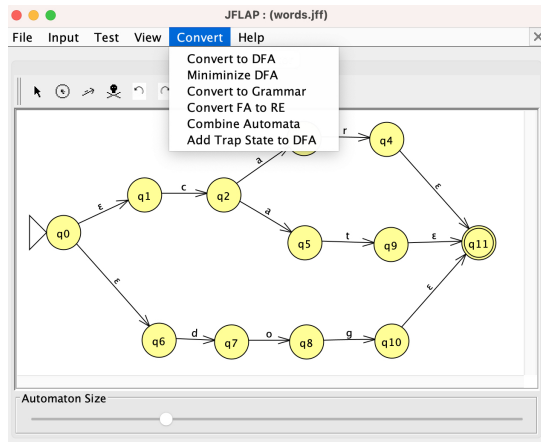 JFLAP : (words.jff)
File Input Test View Convert Help
Convert to DFA
Miniminize DFA
Convert to Grammar
Convert FA to RE
Combine Automata
Add Trap State to DFA
r
q4
a
ε
c
q1
q2
ε
a
q0
q5
t
q9
ε
q11
ε
ε
q6
d
q7
o
q8
g
q10
Automaton Size